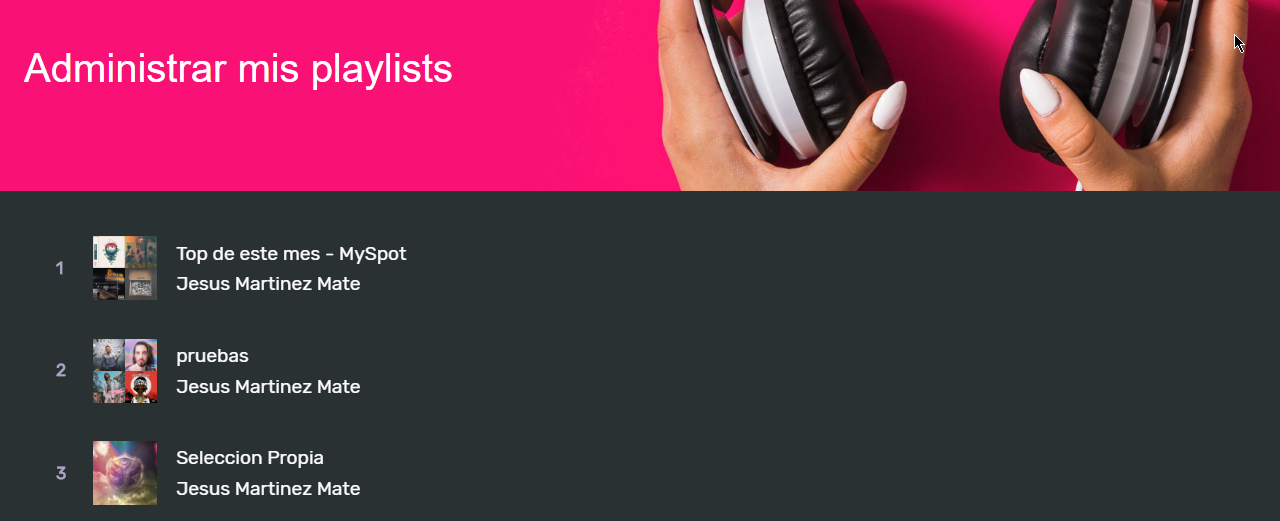 Administrar mis playlists
1
Top de este mes - MySpot
Jesus Martinez Mate
2
pruebas
Jesus Martinez Mate
3
Seleccion Propia
Jesus Martinez Mate